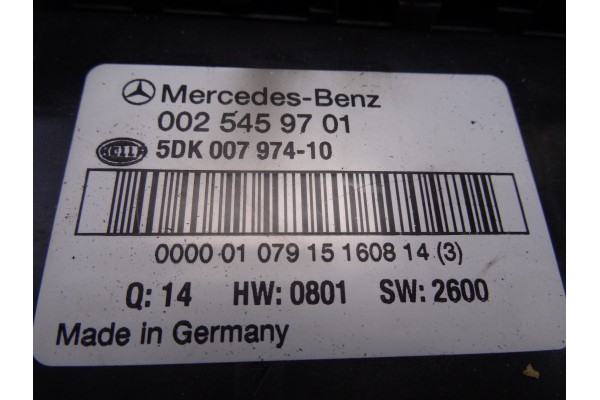 Mercedes-Benz
002 545 97 01
5DK 007 974-10
0000 01 079 15 1608 14 (3)
Q: 14 HW: 0801 SW: 2600
Made in Germany